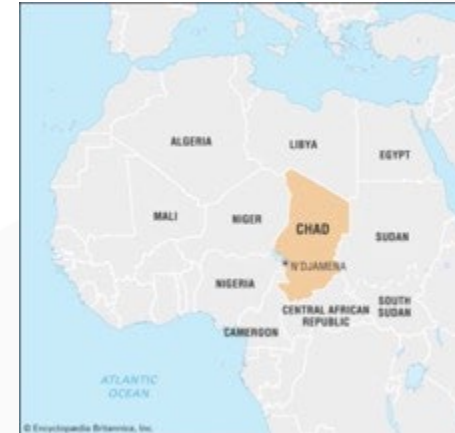 ALGERIA
LIBYA
EGYPT
MALI
NIGER
CHAD
SUDAN
N'DJAMENA
NIGERIA
CENTRAL AFRICAN
REPUBLIC
SOUTH
SUDAN
CAMEROON
ATLANTIC
OCEAN
© Encyclopædia Britannica, Inc.